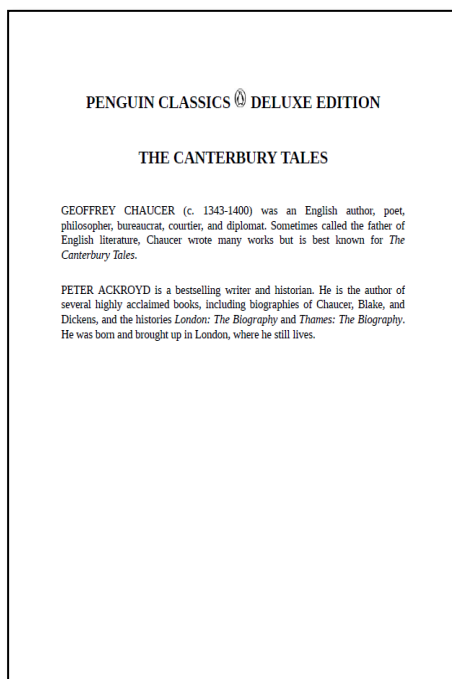 PENGUIN CLASSICS DELUXE EDITION
THE CANTERBURY TALES
GEOFFREY CHAUCER (c. 1343-1400) was an English author, poet,
philosopher, bureaucrat, courtier, and diplomat. Sometimes called the father of
English literature, Chaucer wrote many works but is best known for The
Canterbury Tales.
PETER ACKROYD is a bestselling writer and historian. He is the author of
several highly acclaimed books, including biographies of Chaucer, Blake, and
Dickens, and the histories London: The Biography and Thames: The Biography.
He was born and brought up in London, where he still lives.